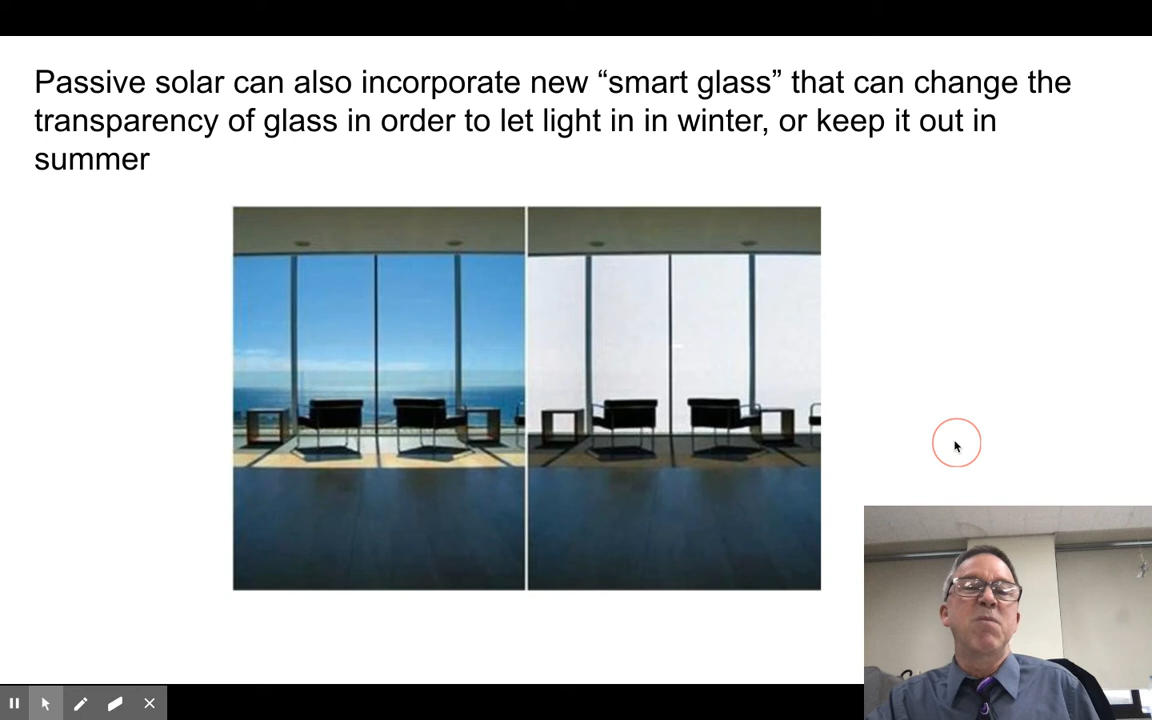 Passive solar can also incorporate new “smart glass” that can change the
transparency of glass in order to let light in in winter, or keep it out in
summer